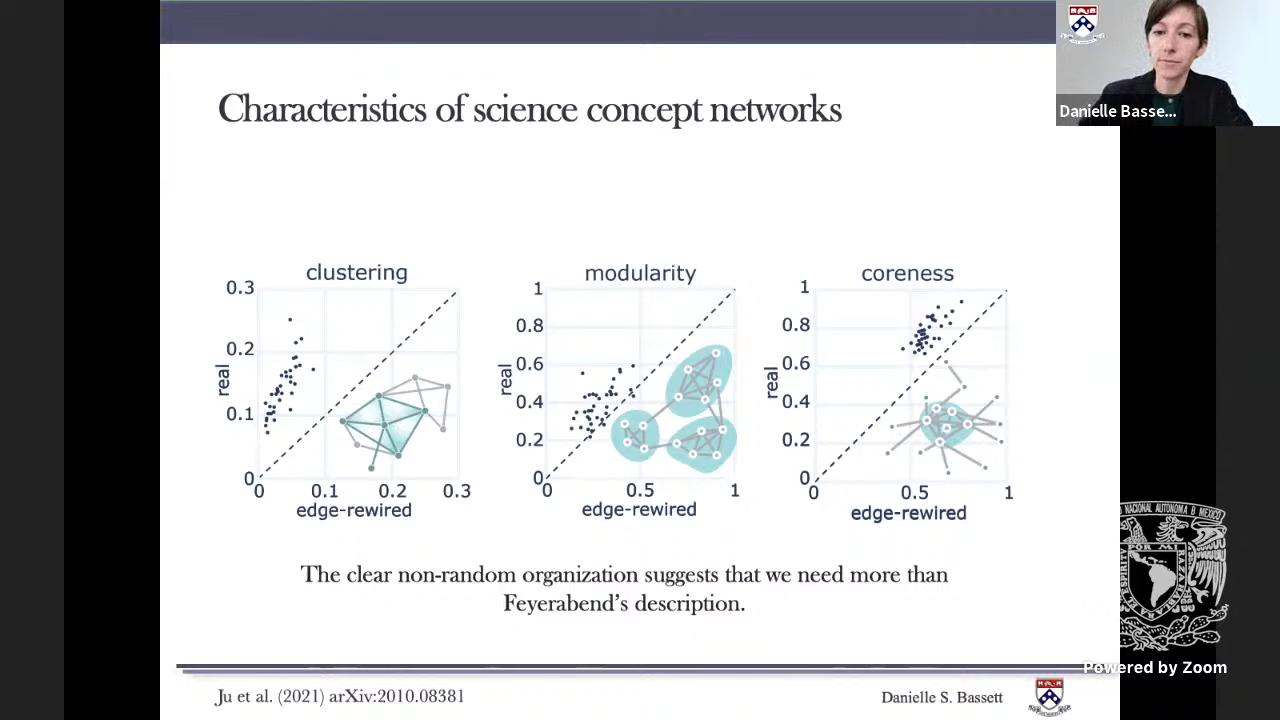 Danielle Basse...
Characteristics of science concept networks
clustering
0.3
0.2
0.1
0
0
0.1
0.2
0.3
real
edge-rewired
modularity
1
0.8
0.6
0.4
0.2
0
0
0.5
1
real
edge-rewired
coreness
1
0.8
0.6
0.4
0.2
0
0
0.5
1
real
edge-rewired
The clear non-random organization suggests that we need more than
Feyerabend’s description.
Powered by Zoom
Ju et al. (2021) arXiv:2010.08381
Danielle S. Bassett